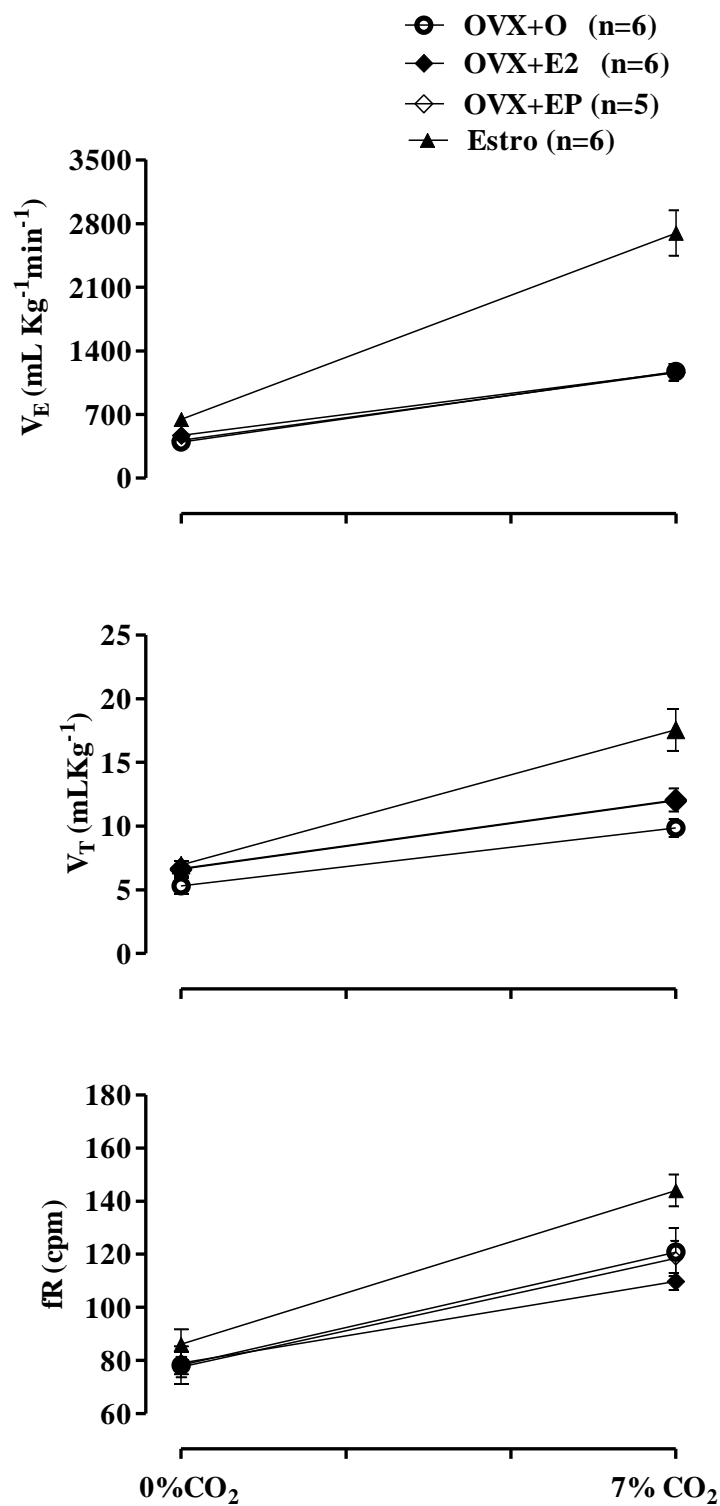 OVX+O (n=6)
OVX+E2 (n=6)
OVX+EP (n=5)
Estro (n=6)
3500
2800
2100
1400
700
0
V_E (mL Kg⁻¹min⁻¹)
25
20
15
10
5
0
V_T (mLKg⁻¹)
180
160
140
120
100
80
60
fR (cpm)
0%CO₂ 7% CO₂